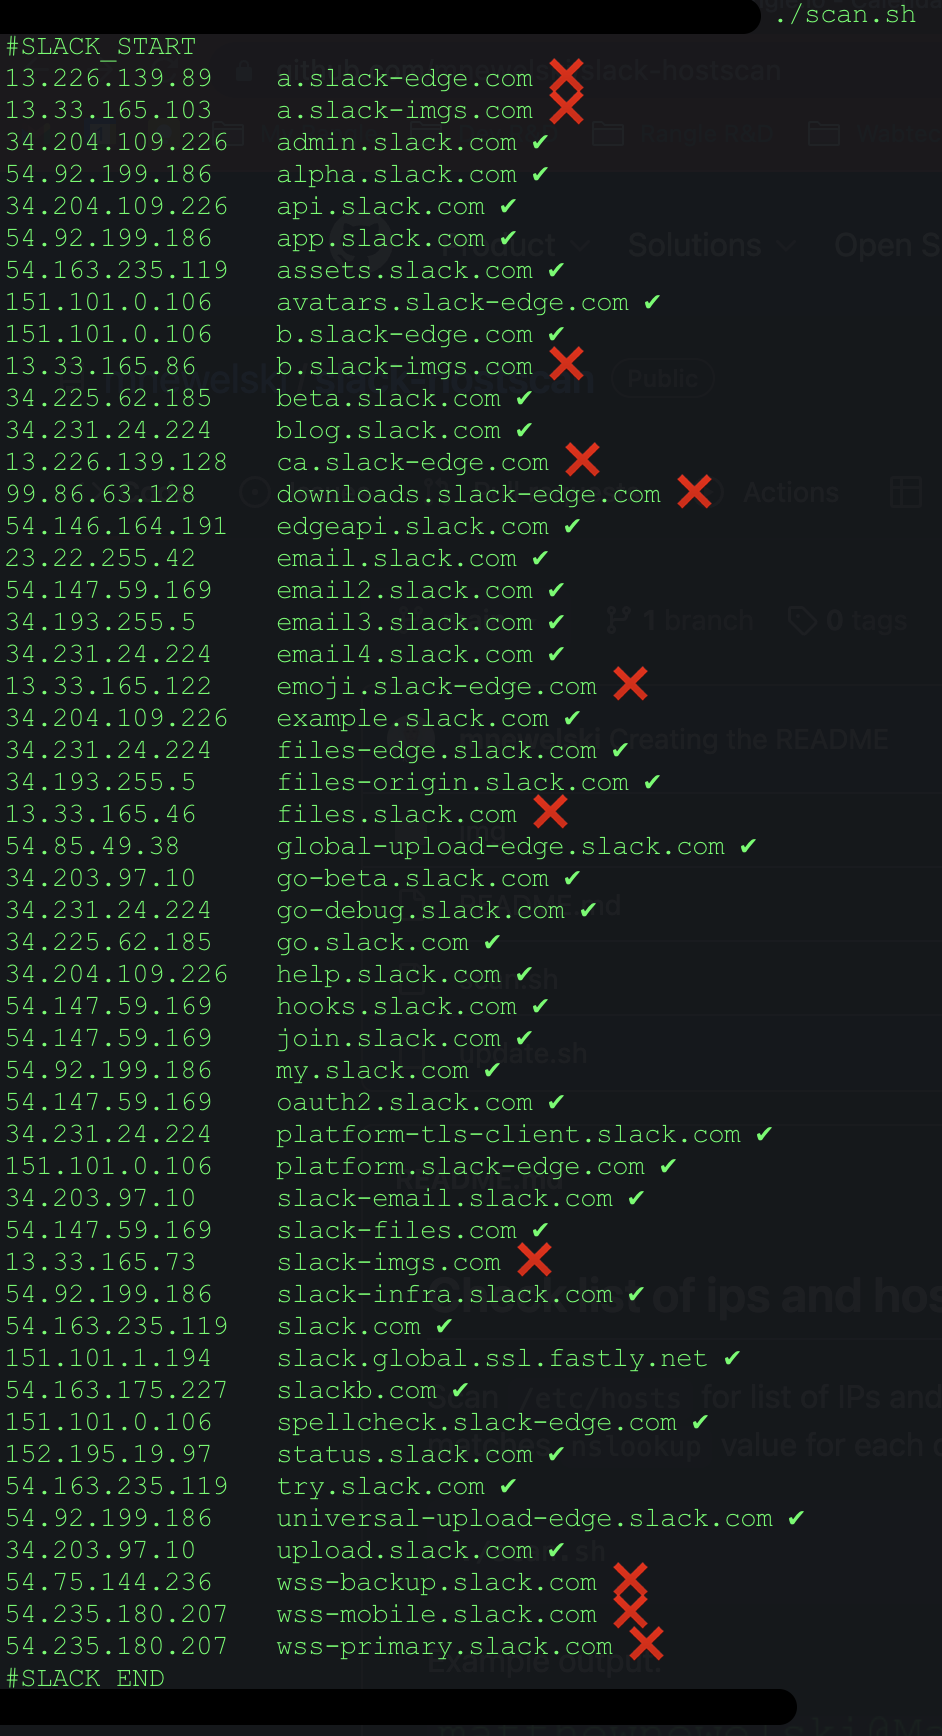 ./scan.sh
#SLACK_START
13.226.139.89 a.slack-edge.com ❌
13.33.165.103 a.slack-imgs.com ❌
34.204.109.226 admin.slack.com ✔
54.92.199.186 alpha.slack.com ✔
34.204.109.226 api.slack.com ✔
54.92.199.186 app.slack.com ✔
54.163.235.119 assets.slack.com ✔
151.101.0.106 avatars.slack-edge.com ✔
151.101.0.106 b.slack-edge.com ✔
13.33.165.86 b.slack-imgs.com ❌
34.225.62.185 beta.slack.com ✔
34.231.24.224 blog.slack.com ✔
13.226.139.128 ca.slack-edge.com ❌
99.86.63.128 downloads.slack-edge.com ❌
54.146.164.191 edgeapi.slack.com ✔
23.22.255.42 email.slack.com ✔
54.147.59.169 email2.slack.com ✔
34.193.255.5 email3.slack.com ✔
34.231.24.224 email4.slack.com ✔
13.33.165.122 emoji.slack-edge.com ❌
34.204.109.226 example.slack.com ✔
34.231.24.224 files-edge.slack.com ✔
34.193.255.5 files-origin.slack.com ✔
13.33.165.46 files.slack.com ❌
54.85.49.38 global-upload-edge.slack.com ✔
34.203.97.10 go-beta.slack.com ✔
34.231.24.224 go-debug.slack.com ✔
34.225.62.185 go.slack.com ✔
34.204.109.226 help.slack.com ✔
54.147.59.169 hooks.slack.com ✔
54.147.59.169 join.slack.com ✔
54.92.199.186 my.slack.com ✔
54.147.59.169 oauth2.slack.com ✔
34.231.24.224 platform-tls-client.slack.com ✔
151.101.0.106 platform.slack-edge.com ✔
34.203.97.10 slack-email.slack.com ✔
54.147.59.169 slack-files.com ✔
13.33.165.73 slack-imgs.com ❌
54.92.199.186 slack-infra.slack.com ✔
54.163.235.119 slack.com ✔
151.101.1.194 slack.global.ssl.fastly.net ✔
54.163.175.227 slackb.com ✔
151.101.0.106 spellcheck.slack-edge.com ✔
152.195.19.97 status.slack.com ✔
54.163.235.119 try.slack.com ✔
54.92.199.186 universal-upload-edge.slack.com ✔
34.203.97.10 upload.slack.com ✔
54.75.144.236 wss-backup.slack.com ❌
54.235.180.207 wss-mobile.slack.com ❌
54.235.180.207 wss-primary.slack.com ❌
#SLACK_END